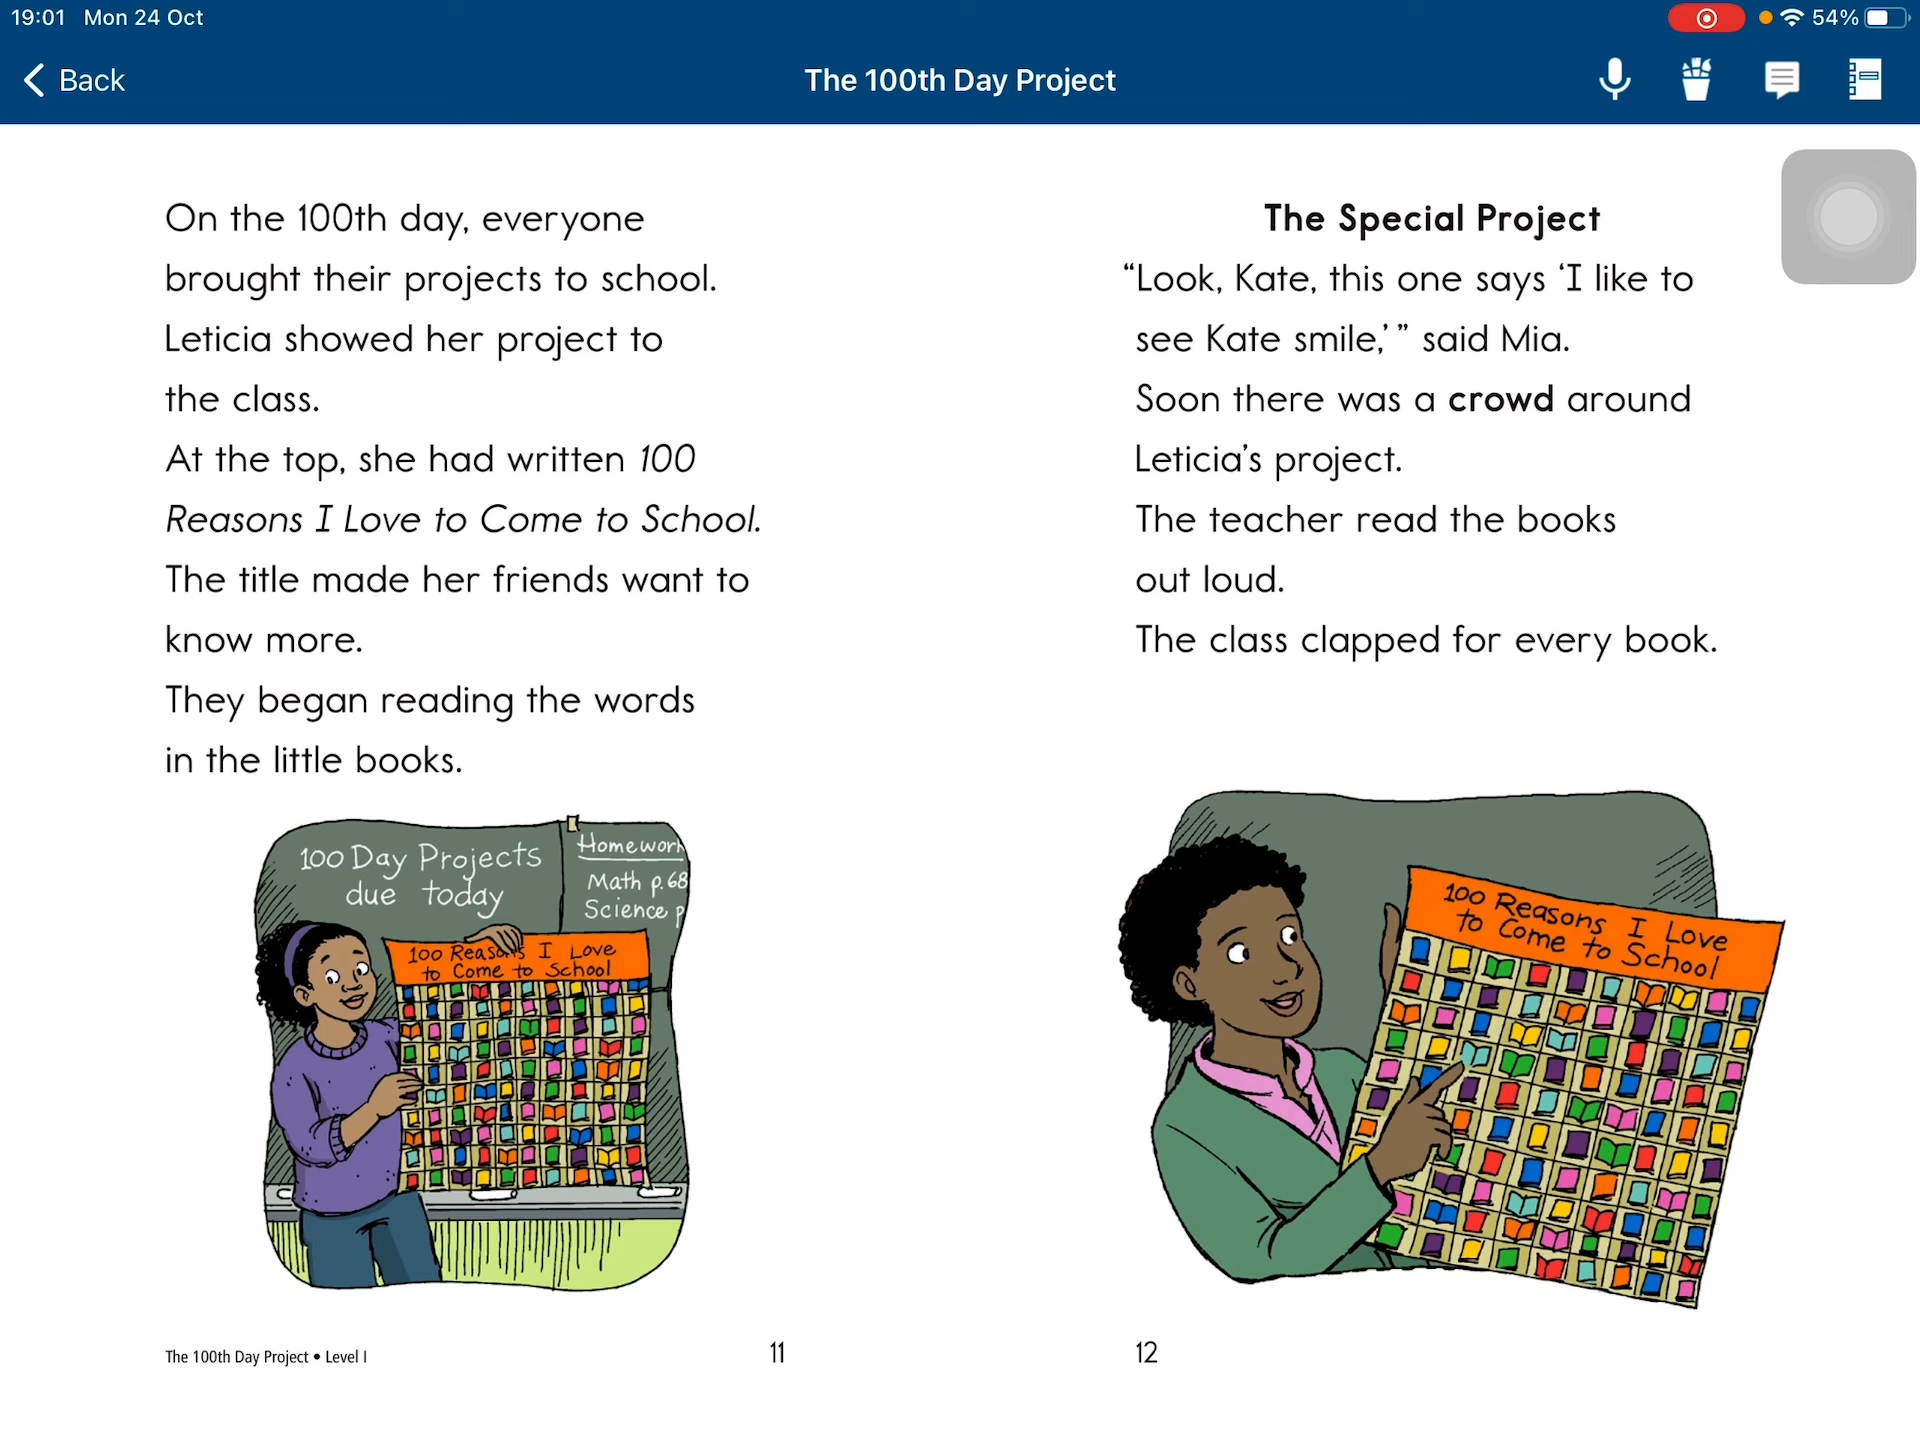 19:01 Mon 24 Oct
54%
Back
The 100th Day Project
On the 100th day, everyone
brought their projects to school.
Leticia showed her project to
the class.
At the top, she had written 100
Reasons I Love to Come to School.
The title made her friends want to
know more.
They began reading the words
in the little books.
100 Day Projects
due today
Homework
Math p.68
Science p
100 Reasons I Love
to Come to School
The 100th Day Project • Level I
11
The Special Project
“Look, Kate, this one says ‘I like to
see Kate smile,’ ” said Mia.
Soon there was a crowd around
Leticia’s project.
The teacher read the books
out loud.
The class clapped for every book.
100 Reasons I Love
to Come to School
12